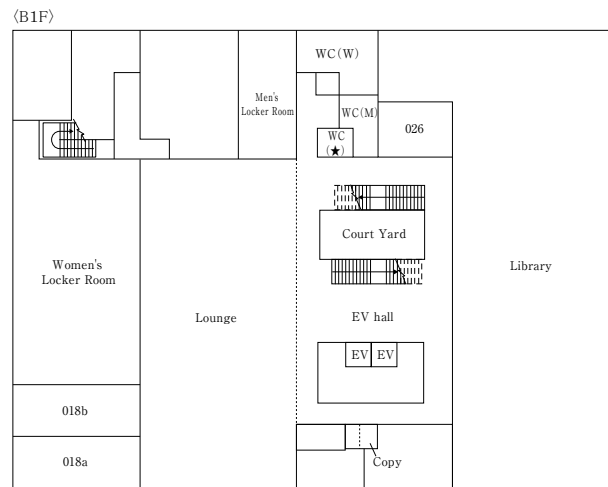 〈B1F〉
WC(W)
Men's
Locker Room
WC(M)
WC
(★)
026
Court Yard
Women's
Locker Room
Library
Lounge
EV hall
EV
EV
018b
018a
Copy